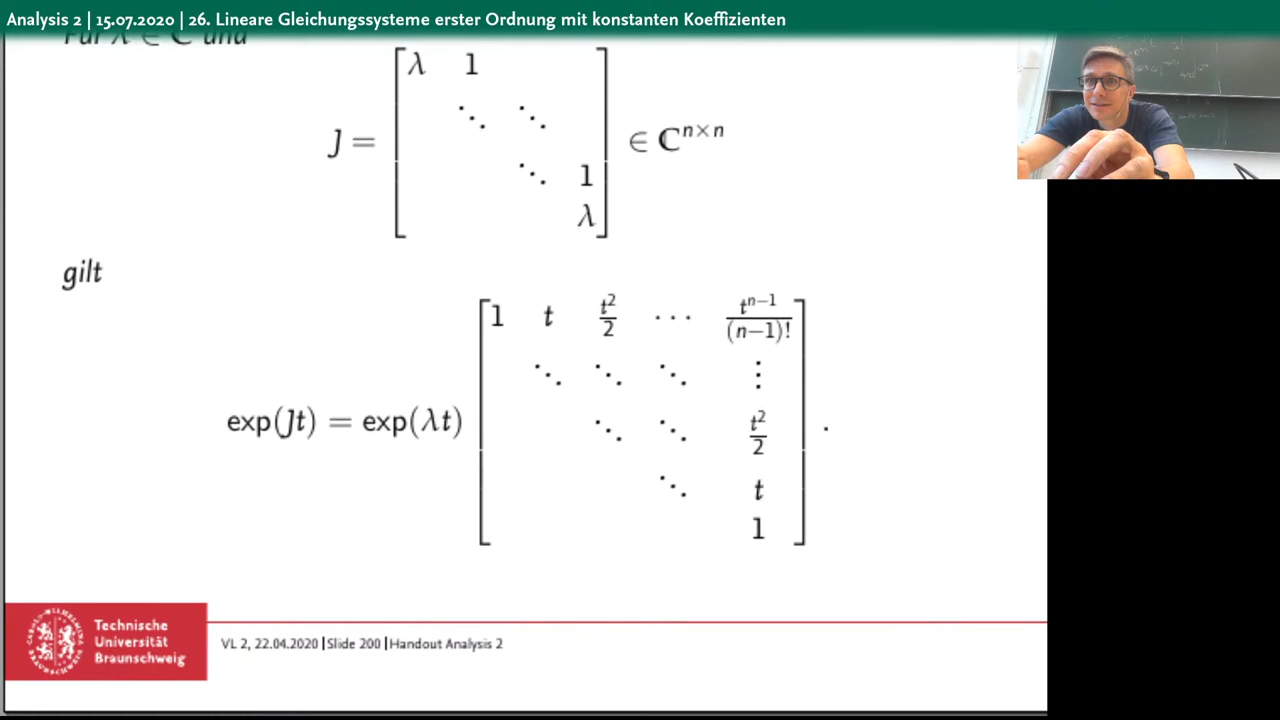 Analysis 2 | 15.07.2020 | 26. Lineare Gleichungssysteme erster Ordnung mit konstanten Koeffizienten
Für λ ∈ ℂ und
J = [λ 1 ⋱ ⋱ ⋱ 1 λ] ∈ ℂ^{n×n}
gilt
exp(Jt) = exp(λt) [1 t t²/2 ⋯ t^{n−1}/(n−1)! ⋱ ⋱ ⋱ ⋮ ⋱ ⋱ t²/2 ⋱ t 1] .
Technische
Universität
Braunschweig
VL 2, 22.04.2020 | Slide 200 | Handout Analysis 2